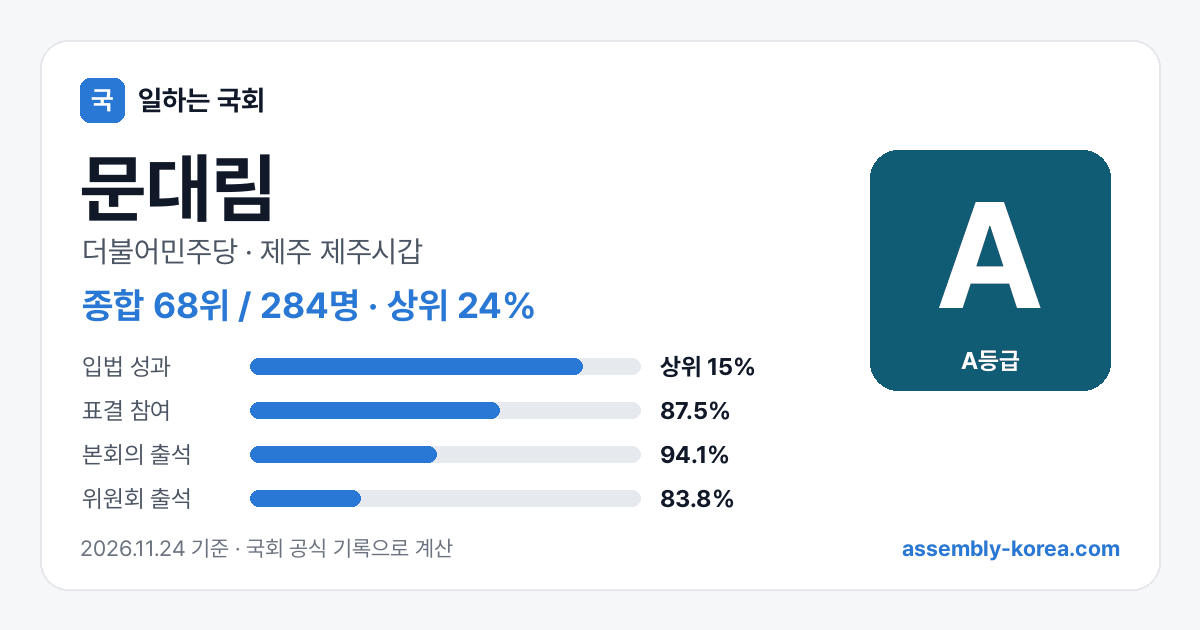 국 일하는 국회
문대림
더불어민주당 · 제주 제주시갑
종합 68위 / 284명 · 상위 24%
입법 성과 상위 15%
표결 참여 87.5%
본회의 출석 94.1%
위원회 출석 83.8%
A
A등급
2026.11.24 기준 · 국회 공식 기록으로 계산
assembly-korea.com